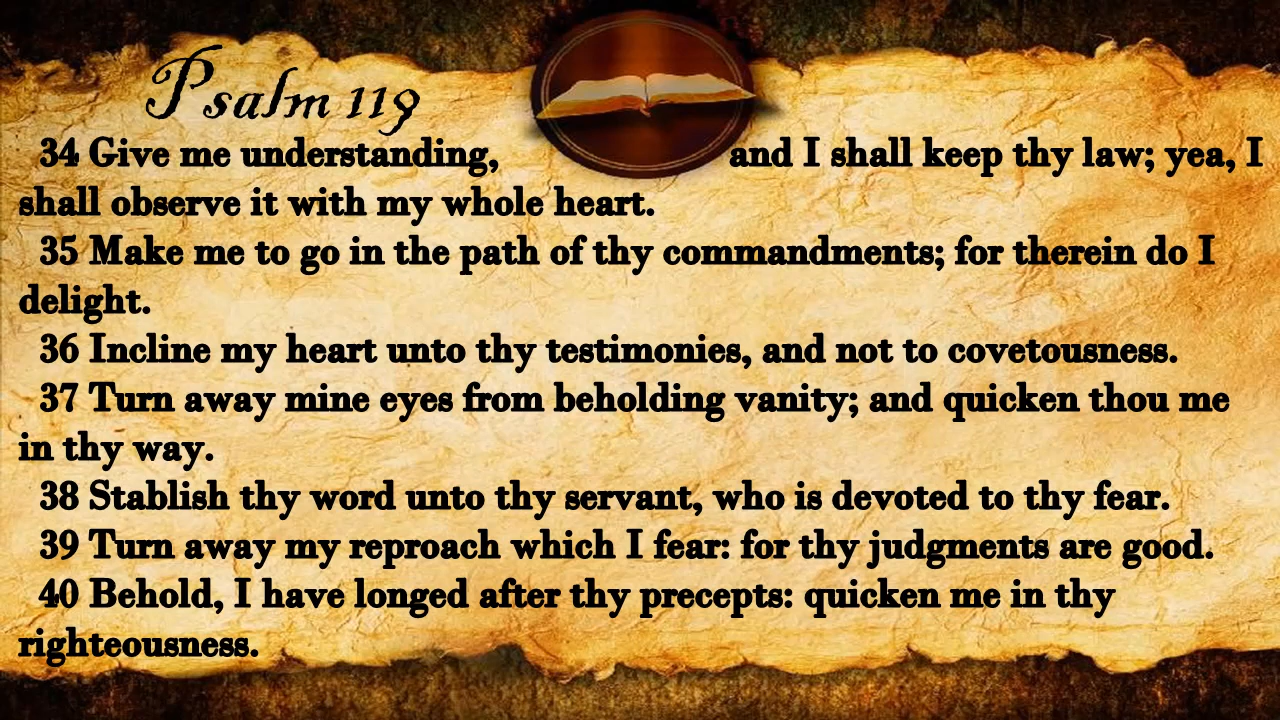 Psalm 119
34 Give me understanding, and I shall keep thy law; yea, I
shall observe it with my whole heart.
35 Make me to go in the path of thy commandments; for therein do I
delight.
36 Incline my heart unto thy testimonies, and not to covetousness.
37 Turn away mine eyes from beholding vanity; and quicken thou me
in thy way.
38 Stablish thy word unto thy servant, who is devoted to thy fear.
39 Turn away my reproach which I fear: for thy judgments are good.
40 Behold, I have longed after thy precepts: quicken me in thy
righteousness.